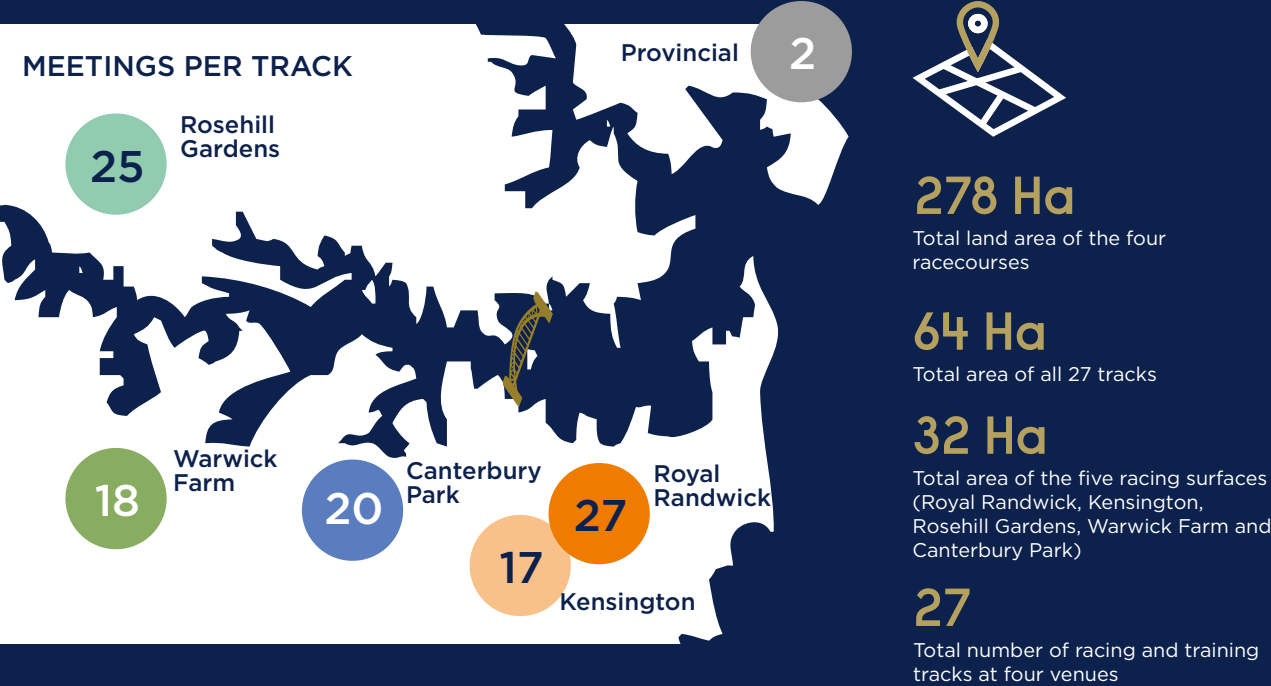 MEETINGS PER TRACK
Provincial
2
25
Rosehill
Gardens
18
Warwick
Farm
20
Canterbury
Park
27
Royal
Randwick
17
Kensington
278 Ha
Total land area of the four
racecourses
64 Ha
Total area of all 27 tracks
32 Ha
Total area of the five racing surfaces
(Royal Randwick, Kensington,
Rosehill Gardens, Warwick Farm and
Canterbury Park)
27
Total number of racing and training
tracks at four venues